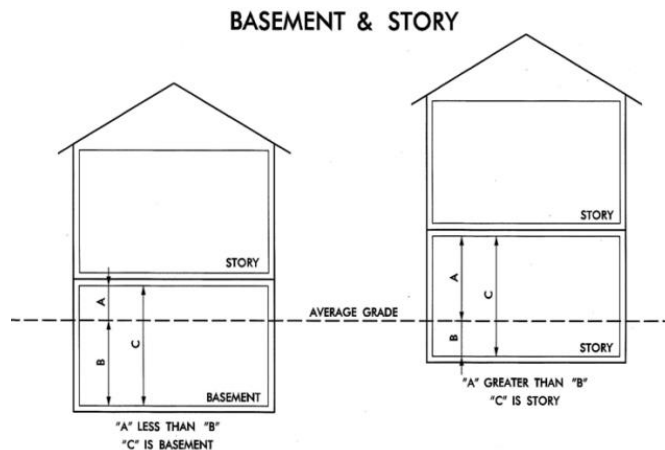 BASEMENT & STORY
STORY
A
B
C
BASEMENT
"A" LESS THAN "B"
"C" IS BASEMENT
AVERAGE GRADE
STORY
A
C
B
STORY
"A" GREATER THAN "B"
"C" IS STORY